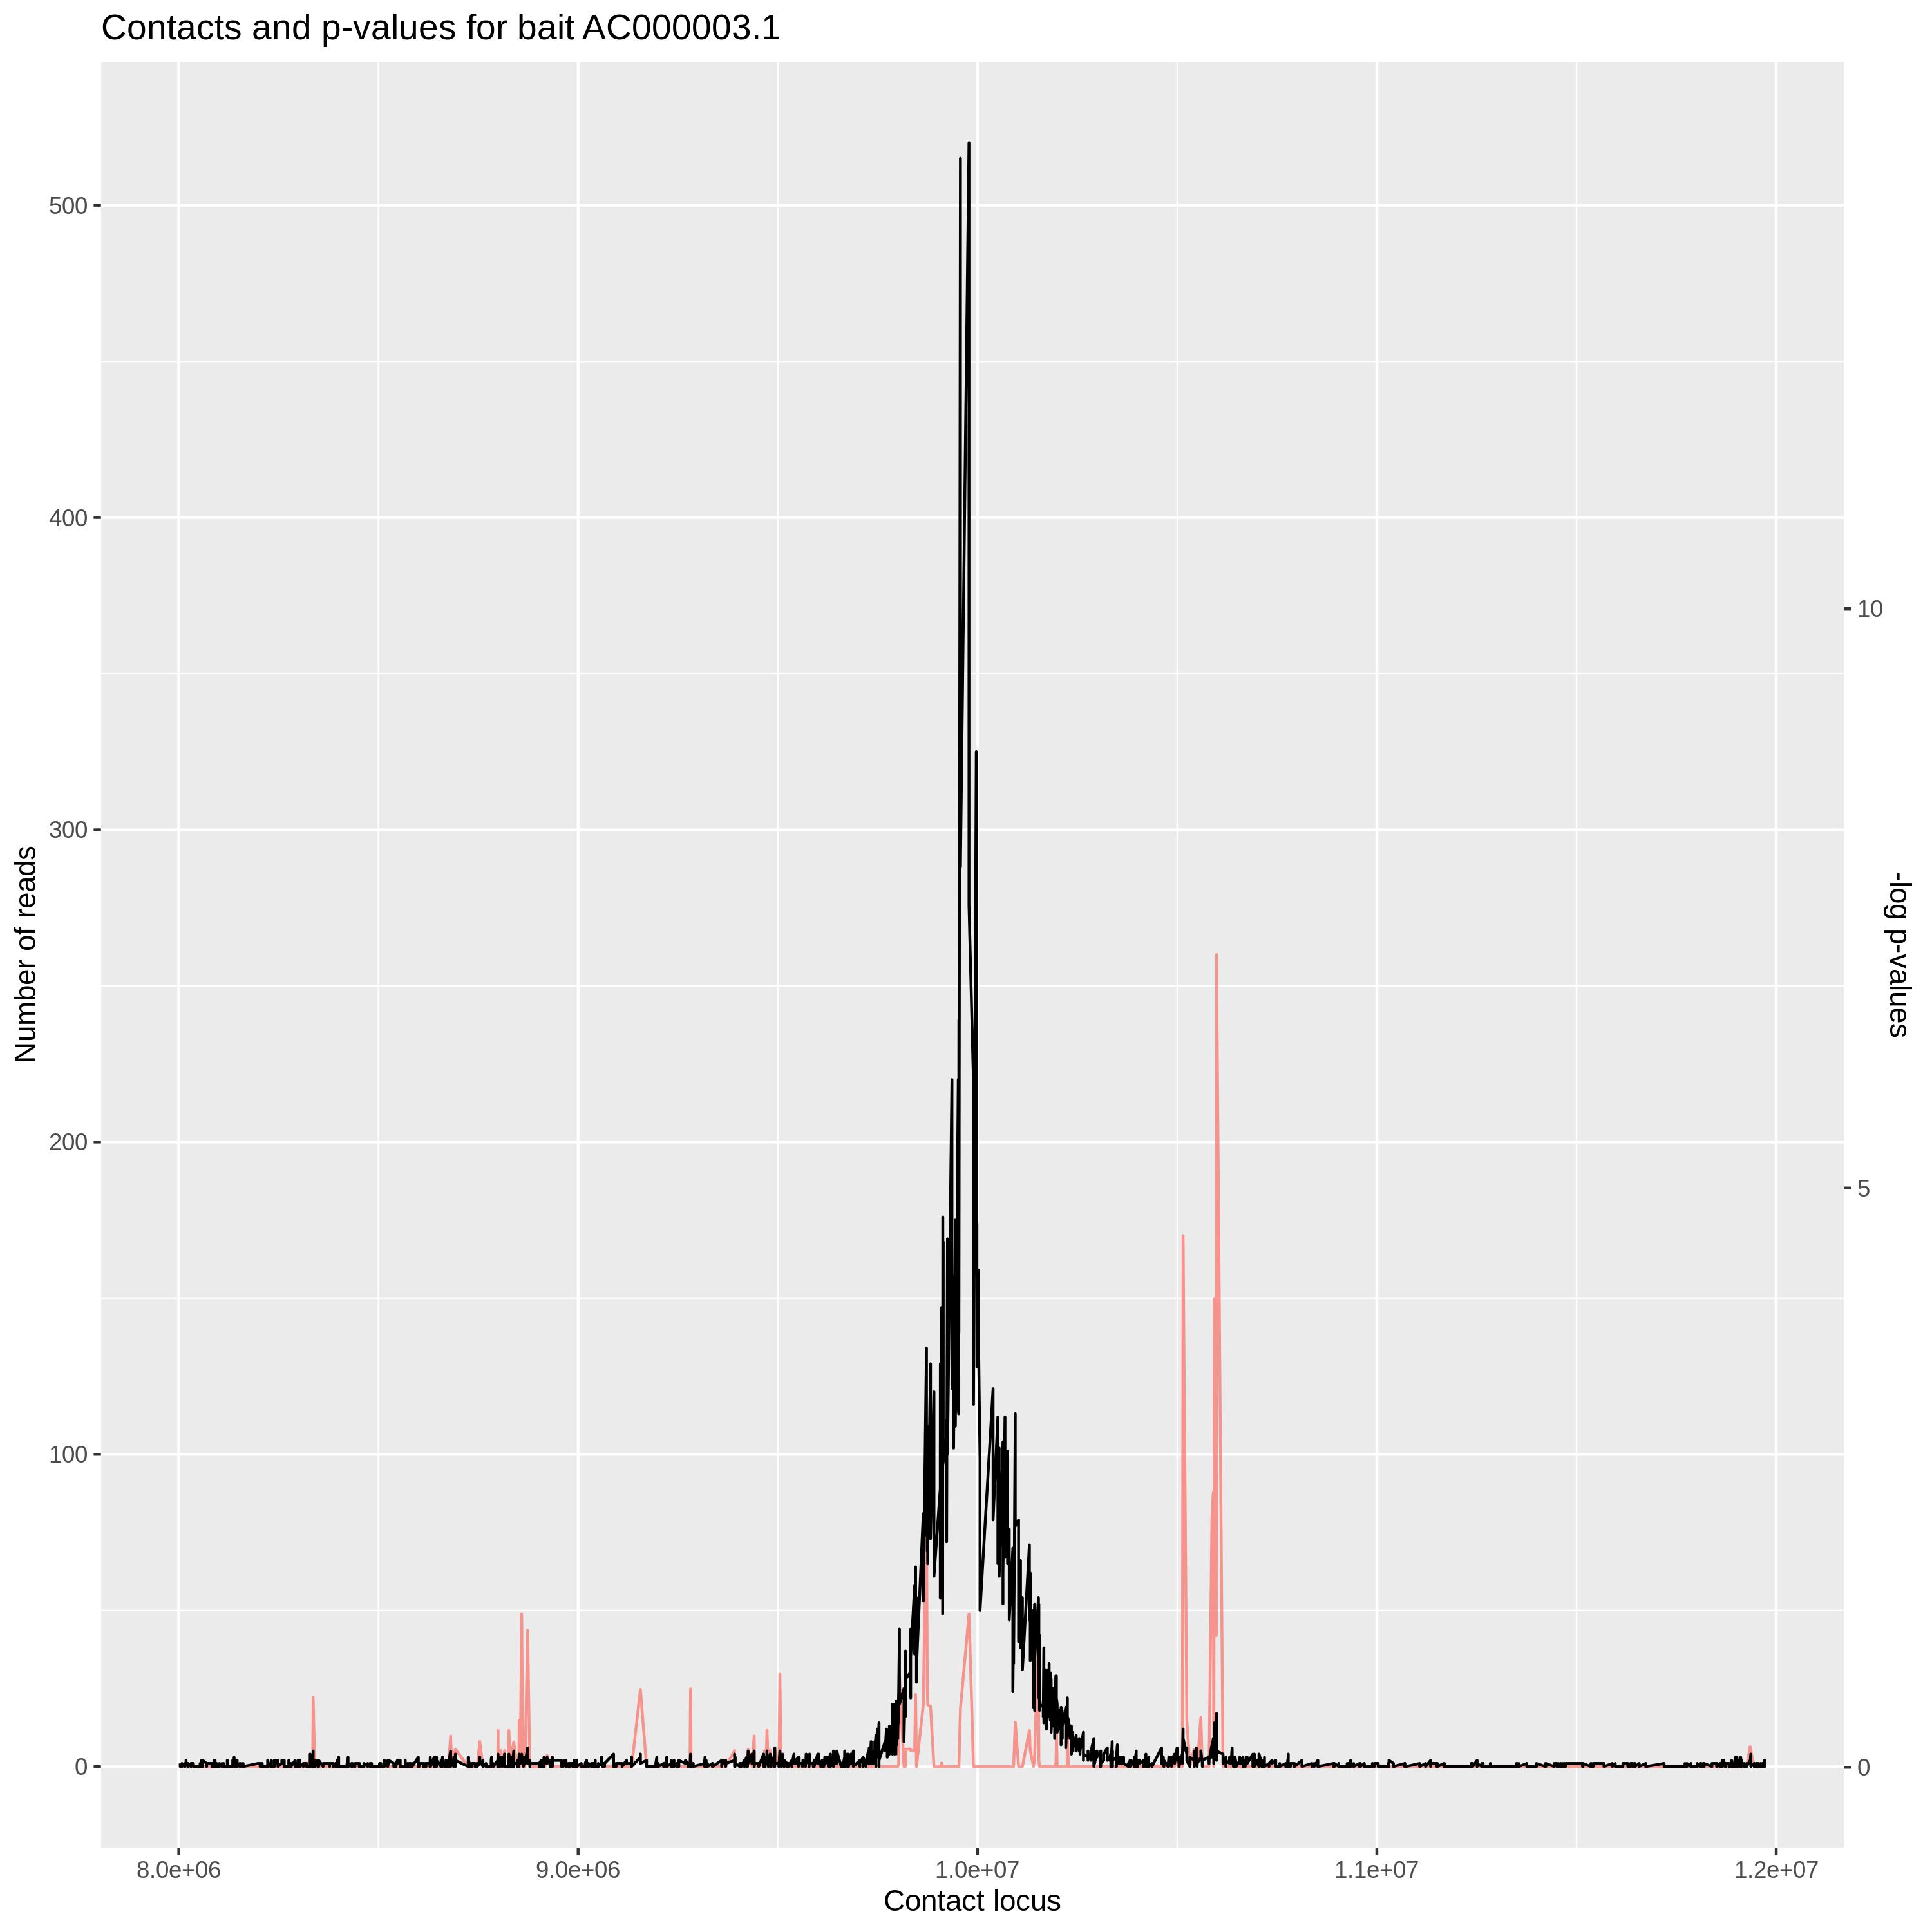 Contacts and p-values for bait AC000003.1
500
400
300
200
100
0
Number of reads
10
5
0
-log p-values
8.0e+06
9.0e+06
1.0e+07
1.1e+07
1.2e+07
Contact locus